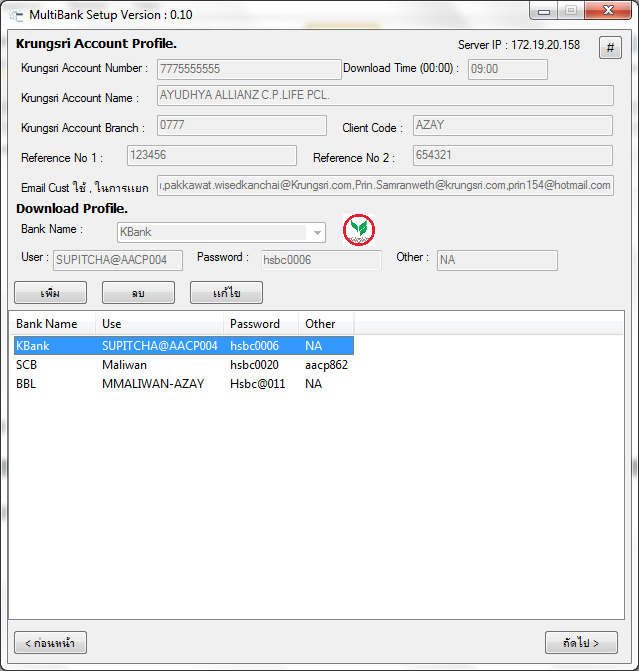 MultiBank Setup Version : 0.10
Krungsri Account Profile.
Server IP : 172.19.20.158
#
Krungsri Account Number : 7775555555 Download Time (00:00) : 09:00
Krungsri Account Name : AYUDHYA ALLIANZ C.P.LIFE PCL.
Krungsri Account Branch : 0777 Client Code : AZAY
Reference No 1 : 123456 Reference No 2 : 654321
Email Cust ใช้ , ในการแยก ,pakkawat.wisedkanchai@Krungsri.com,Prin.Samranweth@krungsri.com,prin154@hotmail.com
Download Profile.
Bank Name : KBank
User : SUPITCHA@AACP004 Password : hsbc0006 Other : NA
เพิ่ม ลบ แก้ไข
Bank Name Use Password Other
KBank SUPITCHA@AACP004 hsbc0006 NA
SCB Maliwan hsbc0020 aacp862
BBL MMALIWAN-AZAY Hsbc@011 NA
< ก่อนหน้า ถัดไป >